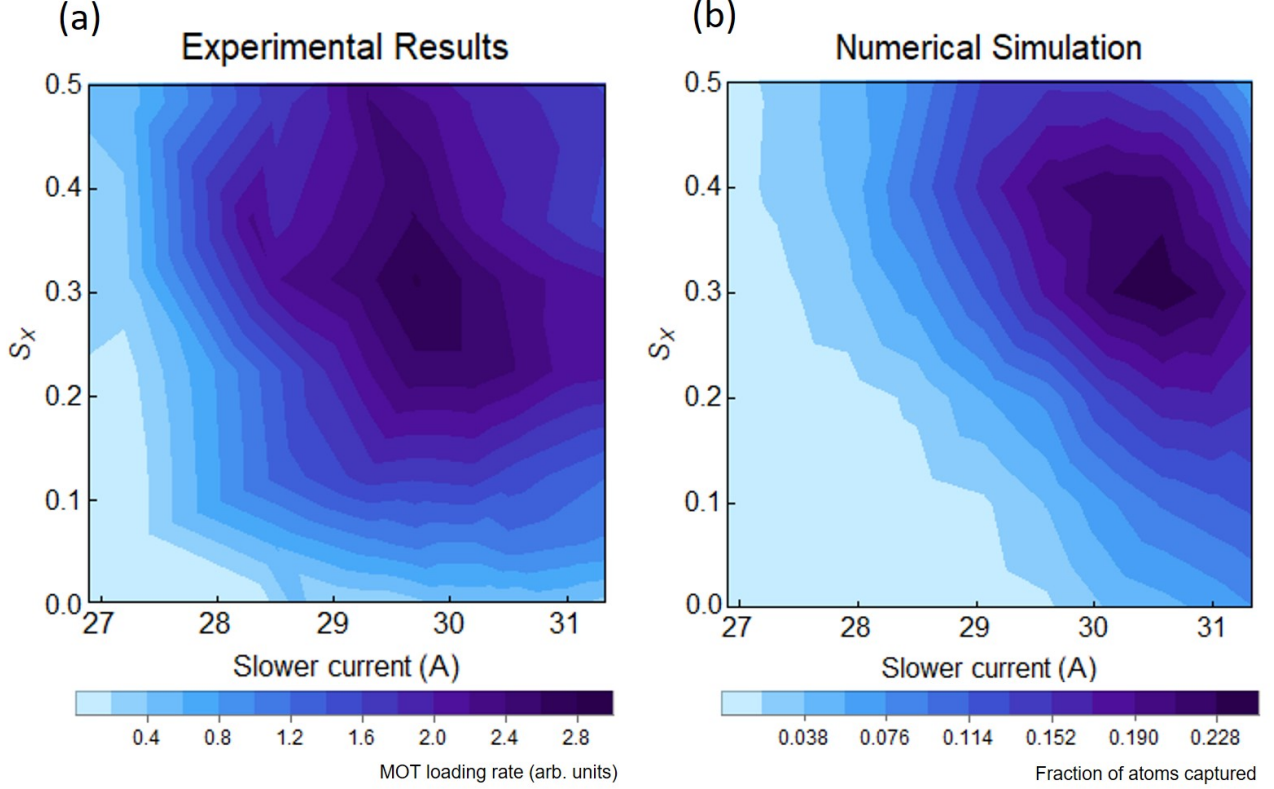 (a)
Experimental Results
0.5
0.4
0.3
0.2
0.1
0.0
Sx
27 28 29 30 31
Slower current (A)
0.4 0.8 1.2 1.6 2.0 2.4 2.8
MOT loading rate (arb. units)
(b)
Numerical Simulation
0.5
0.4
0.3
0.2
0.1
0.0
Sx
27 28 29 30 31
Slower current (A)
0.038 0.076 0.114 0.152 0.190 0.228
Fraction of atoms captured